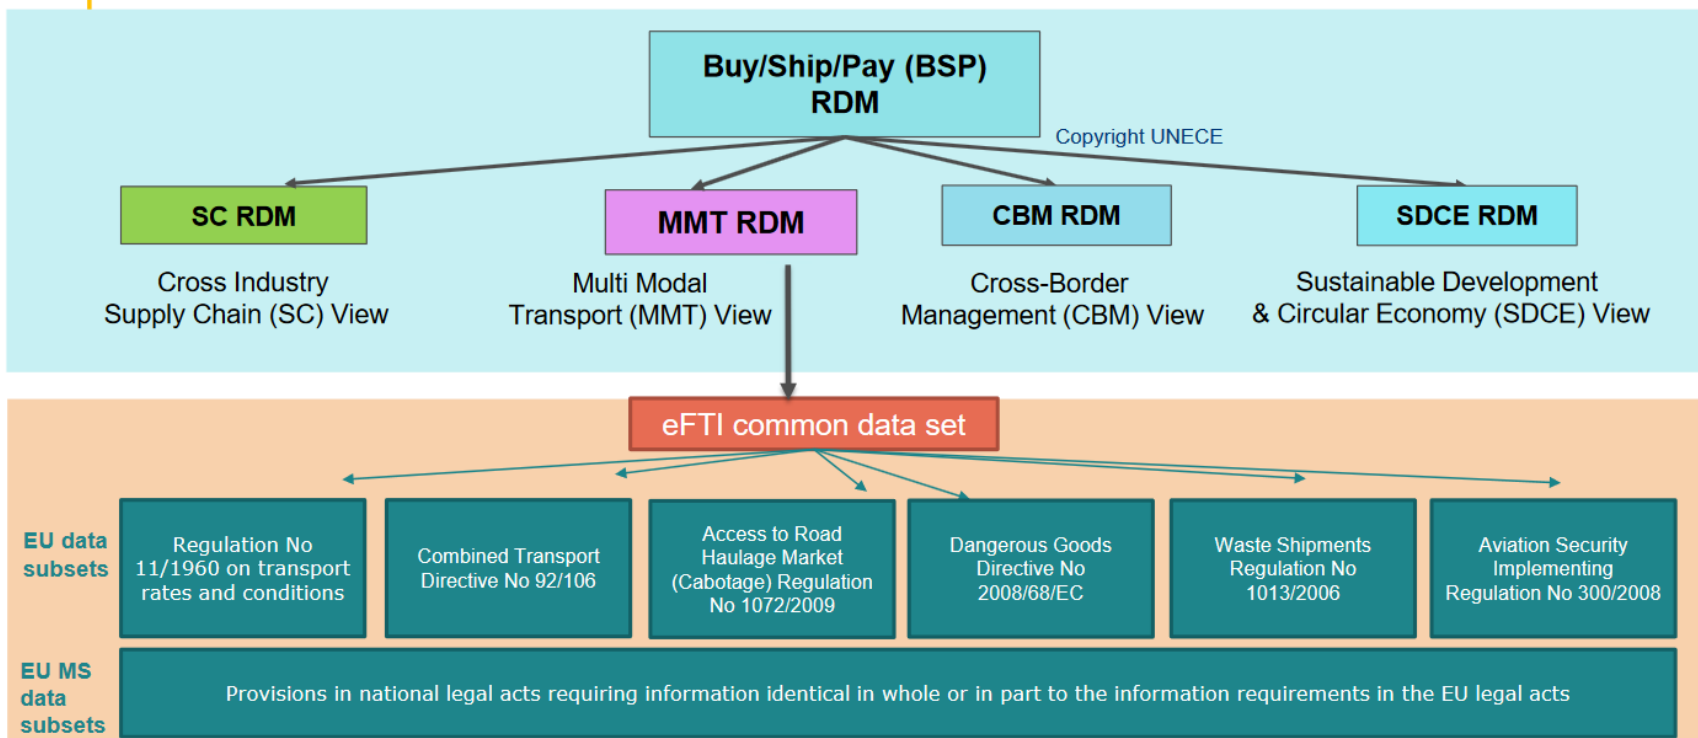 Buy/Ship/Pay (BSP)
RDM
Copyright UNECE
SC RDM
MMT RDM
CBM RDM
SDCE RDM
Cross Industry
Supply Chain (SC) View
Multi Modal
Transport (MMT) View
Cross-Border
Management (CBM) View
Sustainable Development
& Circular Economy (SDCE) View
eFTI common data set
EU data
subsets
Regulation No
11/1960 on transport
rates and conditions
Combined Transport
Directive No 92/106
Access to Road
Haulage Market
(Cabotage) Regulation
No 1072/2009
Dangerous Goods
Directive No
2008/68/EC
Waste Shipments
Regulation No
1013/2006
Aviation Security
Implementing
Regulation No 300/2008
EU MS
data
subsets
Provisions in national legal acts requiring information identical in whole or in part to the information requirements in the EU legal acts